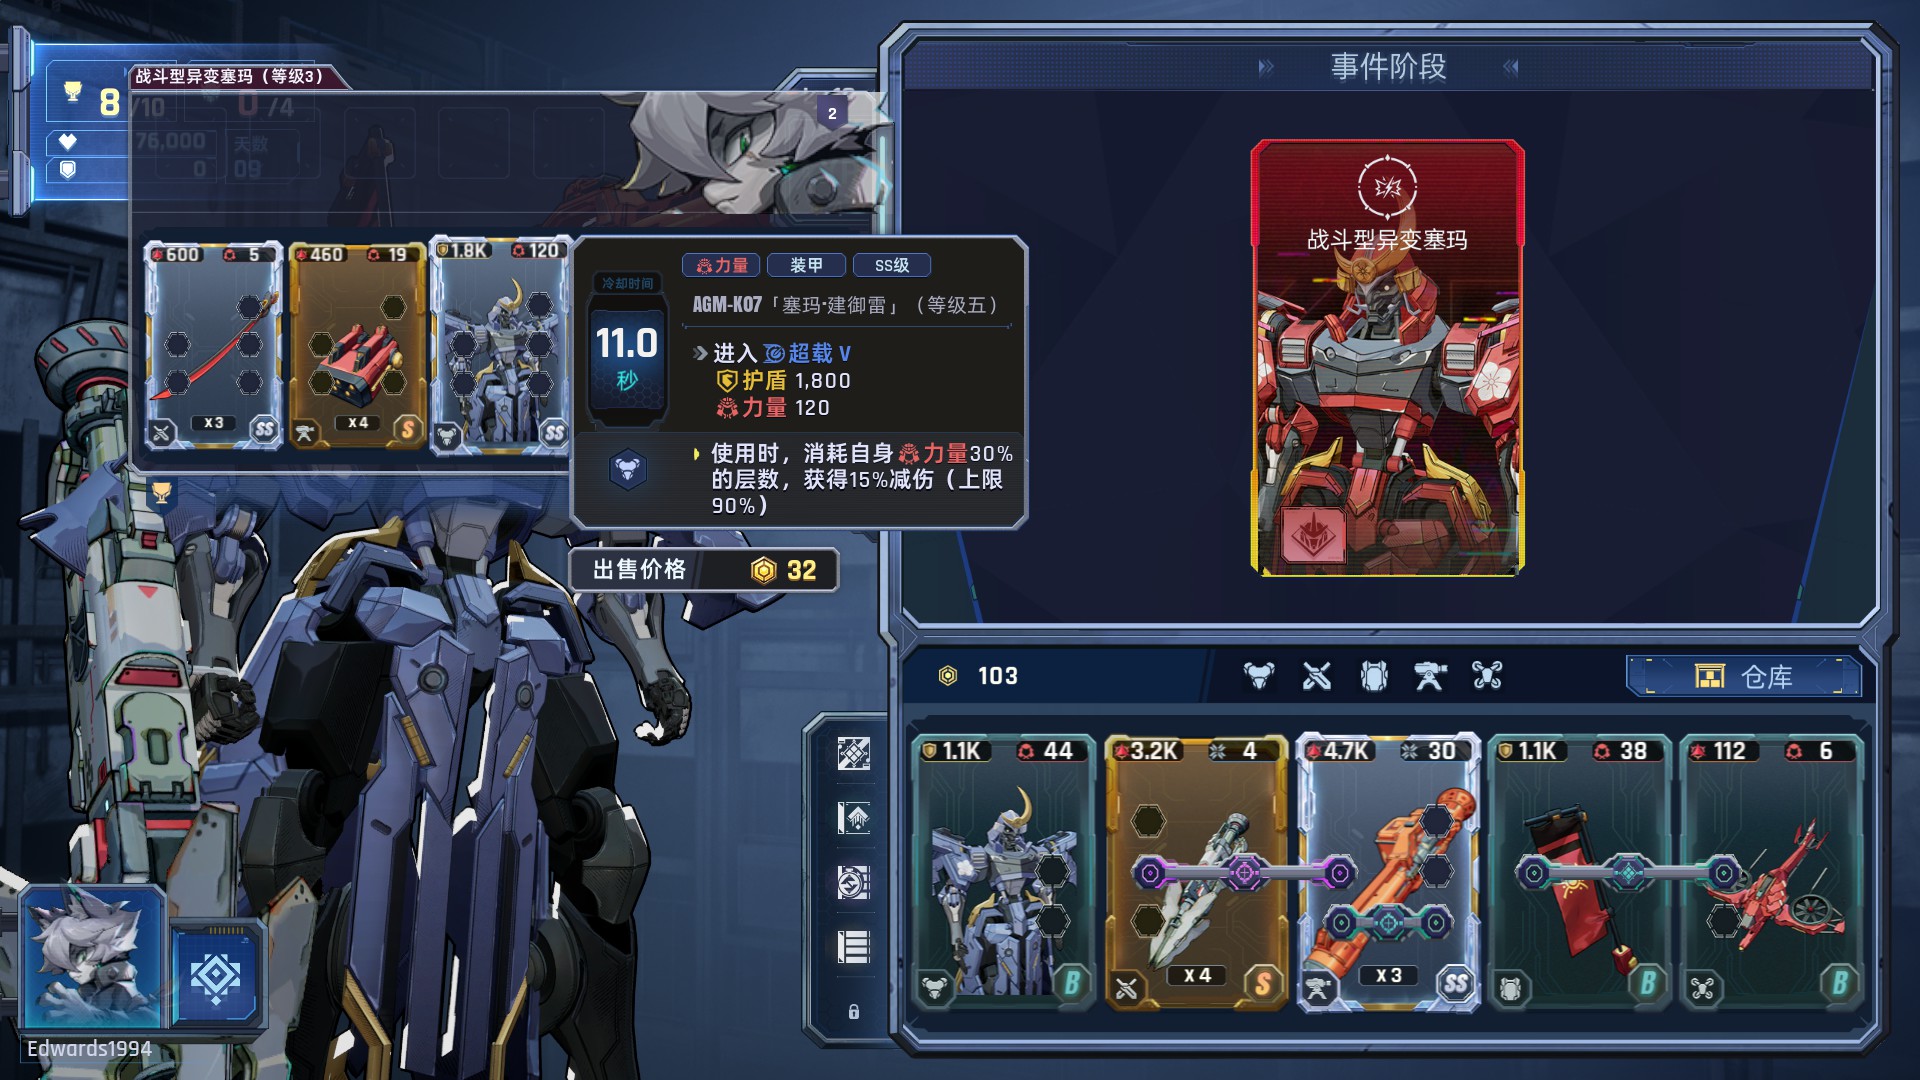 战斗型异变塞玛（等级3）
8/10
0/4
76,000
天数
0
09
2
600
5
x3
SS
460
19
x4
S
1.8K
120
SS
冷却时间
11.0
秒
力量
装甲
SS级
AGM-K07「塞玛·建御雷」（等级五）
进入超载 V
护盾 1,800
力量 120
使用时，消耗自身力量30%
的层数，获得15%减伤（上限
90%）
出售价格
32
事件阶段
战斗型异变塞玛
103
仓库
1.1K
44
B
3.2K
4
x4
S
4.7K
30
x3
SS
1.1K
38
B
112
6
B
Edwards1994